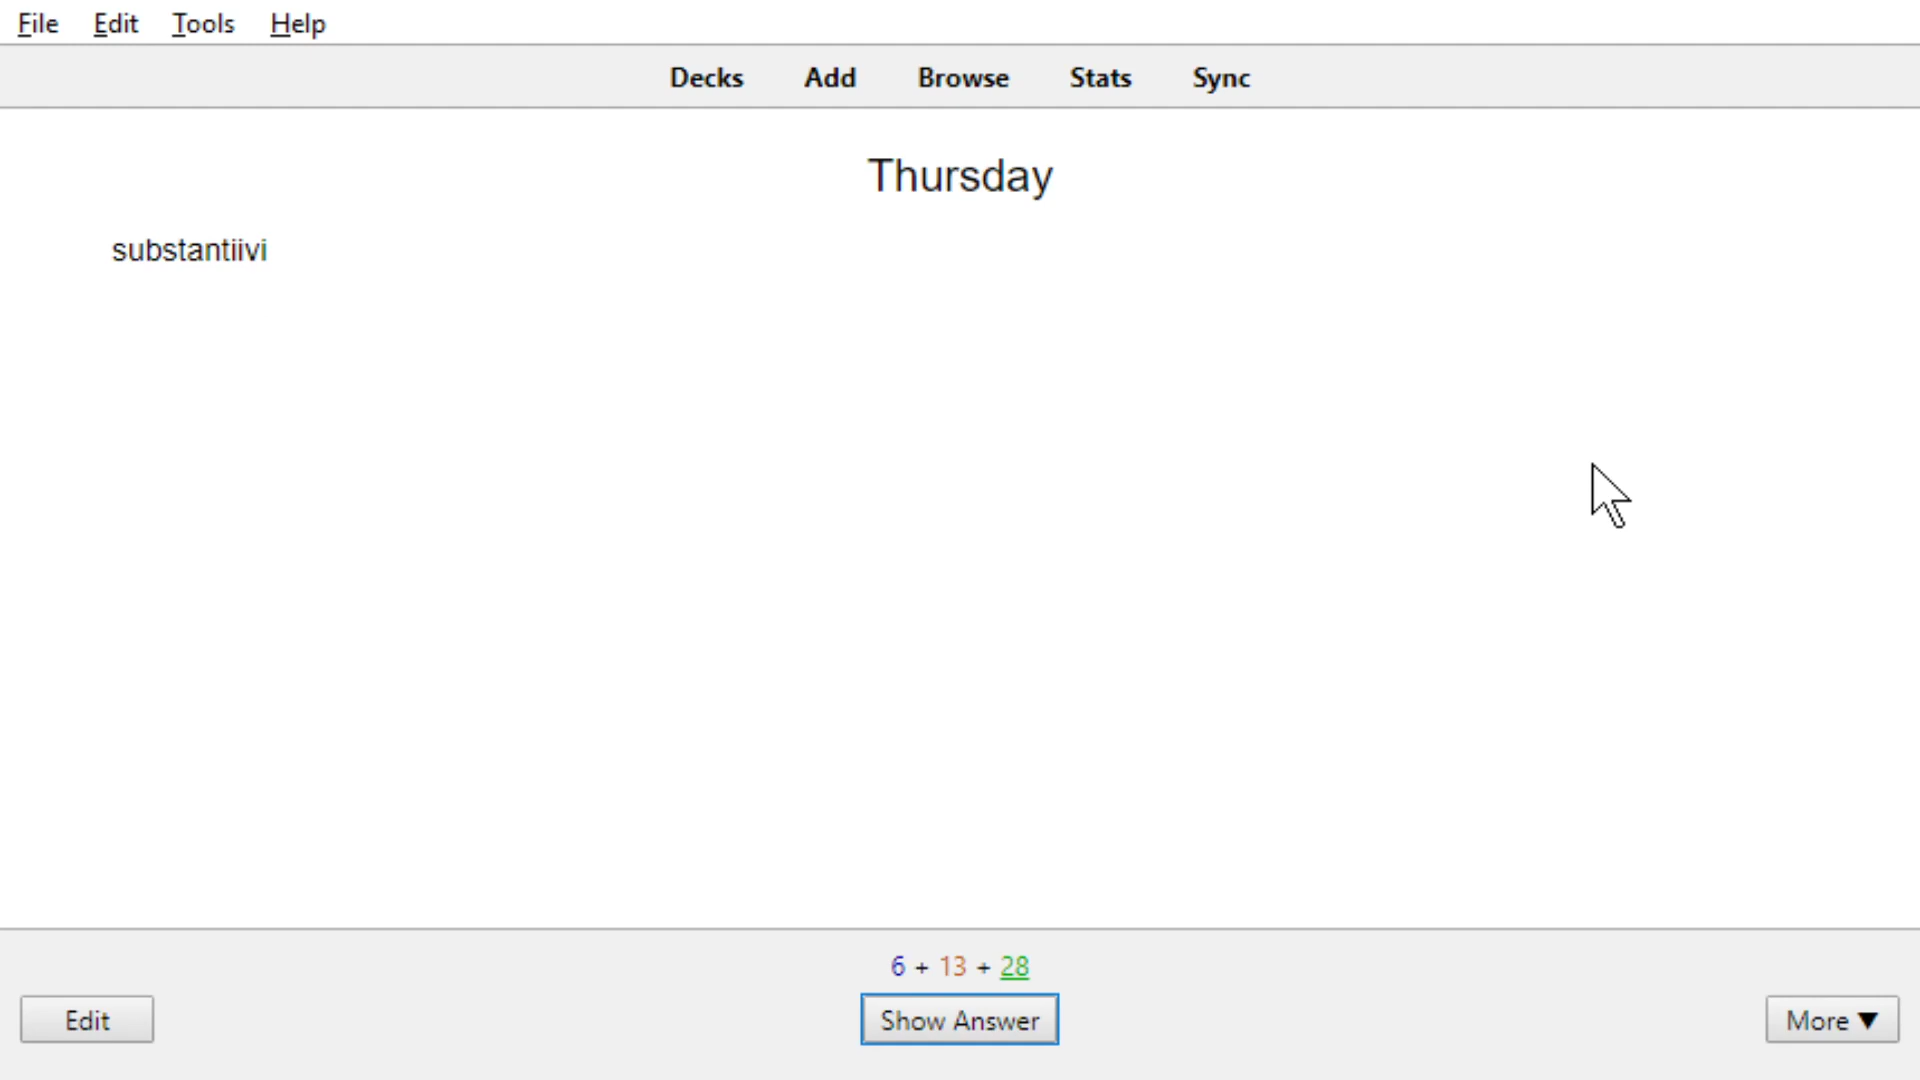 File Edit Tools Help
Decks Add Browse Stats Sync
Thursday
substantiivi
6 + 13 + 28
Edit Show Answer More ▼